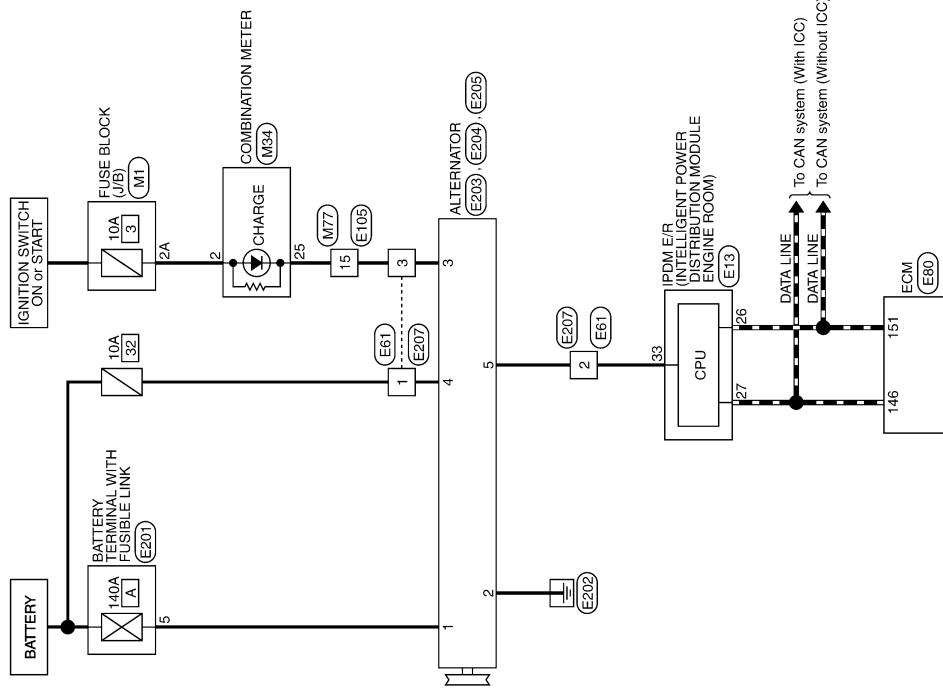 BATTERY
IGNITION SWITCH
ON or START
BATTERY
TERMINAL WITH
FUSIBLE LINK
E201
140A
A
5
10A
32
FUSE BLOCK
(J/B)
M1
10A
3
2A
COMBINATION METER
M34
2
CHARGE
25
M77
15
E105
E61
1
3
E207
1
4
3
ALTERNATOR
E203 , E204 , E205
2
5
E202
E207
2
E61
33
IPDM E/R
(INTELLIGENT POWER
DISTRIBUTION MODULE
ENGINE ROOM)
E13
CPU
27
26
DATA LINE
DATA LINE
To CAN system (With ICC)
To CAN system (Without ICC)
146
151
ECM
E80